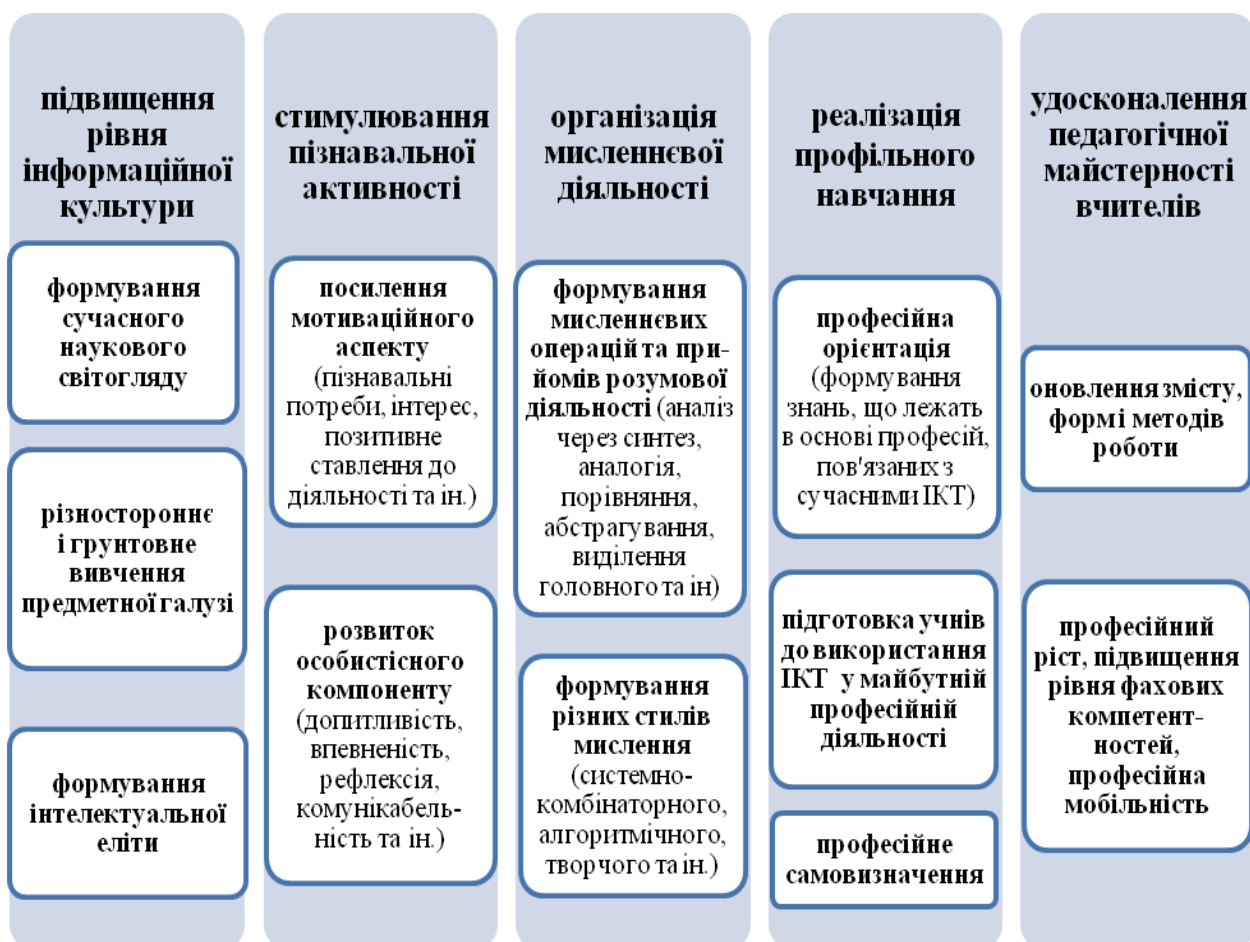 підвищення
рівня
інформаційної
культури
формування
сучасного
наукового
світогляду
різностороннє
і грунтовне
вивчення
предметної галузі
формування
інтелектуальної
еліти
стимулювання
пізнавальної
активності
посилення
мотиваційного
аспекту
(пізнавальні
потреби, інтерес,
позитивне
ставлення до
діяльності та ін.)
розвиток
особистісного
компоненту
(допитливість,
впевненість,
рефлексія,
комунікабель-
ність та ін.)
організація
мисленнєвої
діяльності
формування
мисленнєвих
операцій та при-
йомів розумової
діяльності (аналіз
через синтез,
аналогія,
порівняння,
абстрагування,
виділення
головного та ін)
формування
різних стилів
мислення
(системно-
комбінаторного,
алгоритмічного,
творчого та ін.)
реалізація
профільного
навчання
професійна
орієнтація
(формування
знань, що лежать
в основі професій,
пов'язаних з
сучасними ІКТ)
підготовка учнів
до використання
ІКТ у майбутній
професійній
діяльності
професійне
самовизначення
удосконалення
педагогічної
майстерності
вчителів
оновлення змісту,
форм і методів
роботи
професійний
ріст, підвищення
рівня фахових
компетент-
ностей,
професійна
мобільність